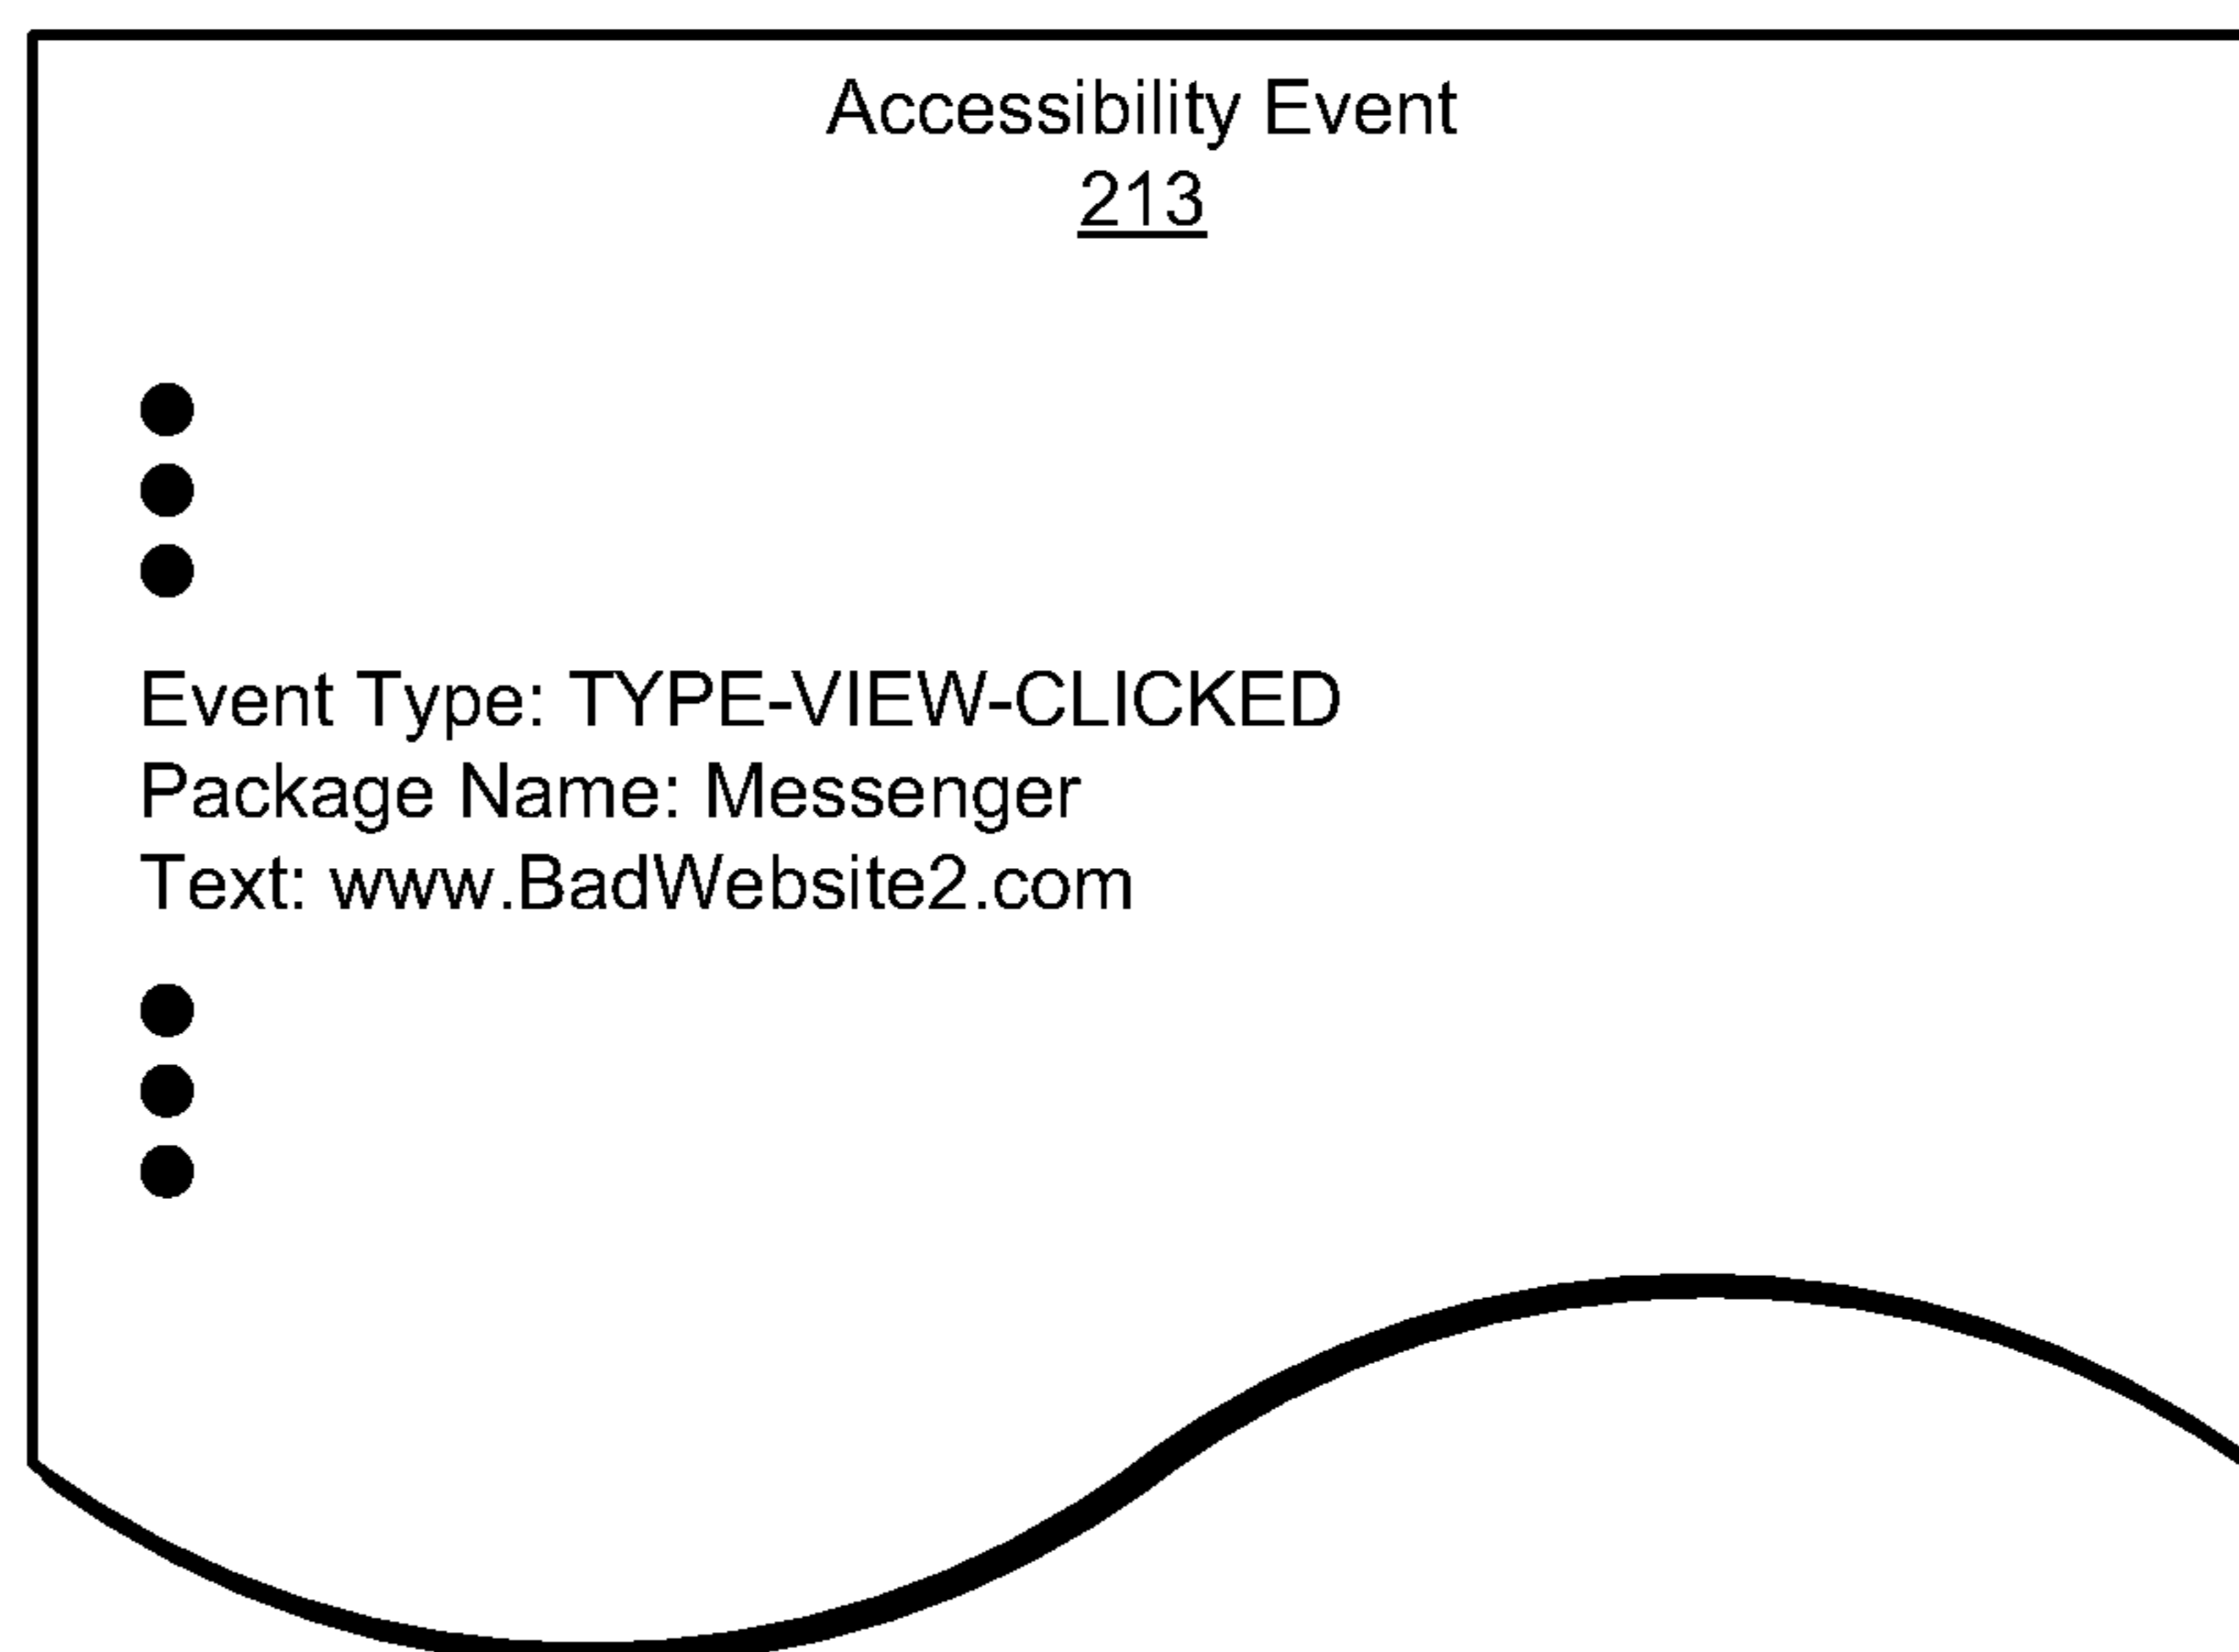 Accessibility Event
213
Event Type: TYPE-VIEW-CLICKED
Package Name: Messenger
Text: www.BadWebsite2.com